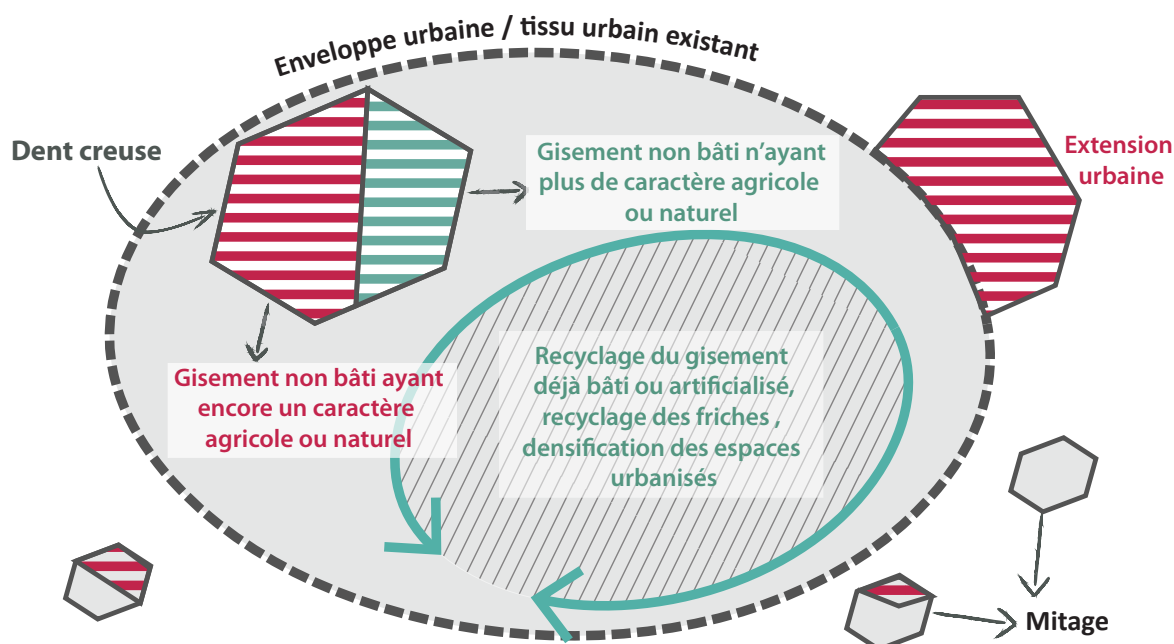 Enveloppe urbaine / tissu urbain existant
Dent creuse
Gisement non bâti n'ayant
plus de caractère agricole
ou naturel
Extension
urbaine
Gisement non bâti ayant
encore un caractère
agricole ou naturel
Recyclage du gisement
déjà bâti ou artificialisé,
recyclage des friches ,
densification des espaces
urbanisés
Mitage